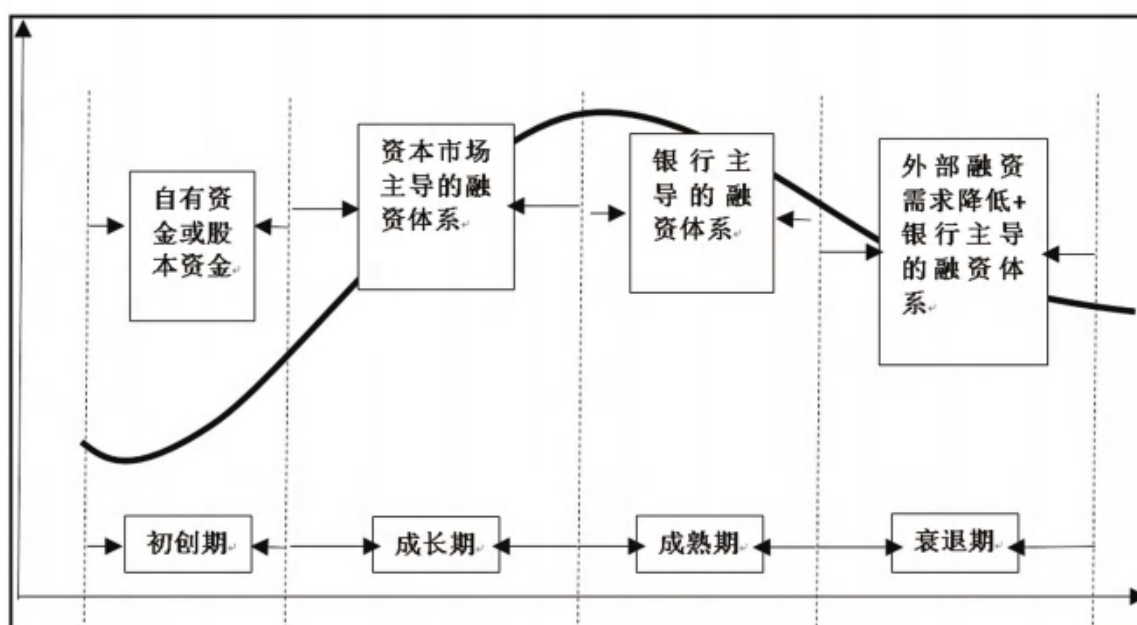 自有资
金或股
本资金
资本市场
主导的融
资体系
银行主
导的融
资体系
外部融资
需求降低+
银行主导
的融资体
系
初创期
成长期
成熟期
衰退期